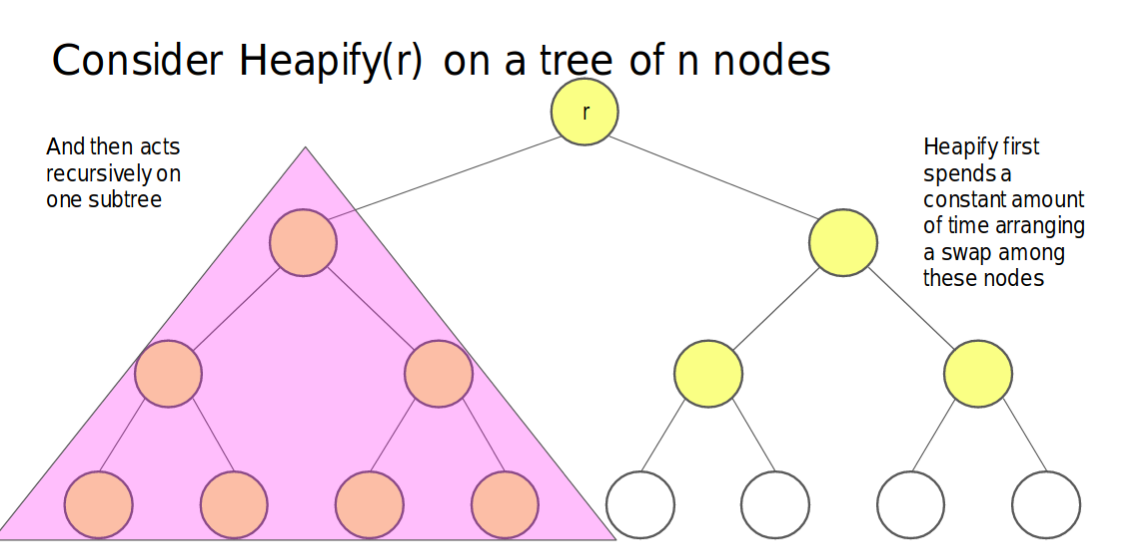 Consider Heapify(r) on a tree of n nodes
r
And then acts
recursively on
one subtree
Heapify first
spends a
constant amount
of time arranging
a swap among
these nodes